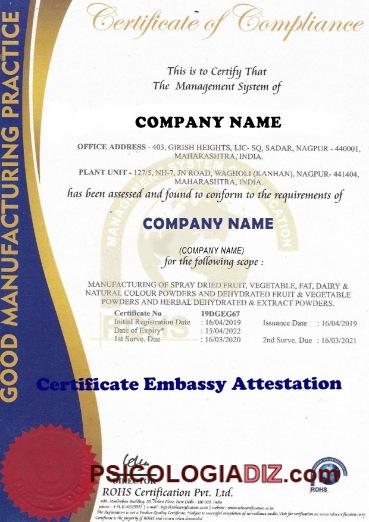 GOOD MANUFACTURING PRACTICE
Certificate of Compliance
This is to Certify That
The Management System of
COMPANY NAME
OFFICE ADDRESS - 403, GIRISH HEIGHTS, LIC- SQ, SADAR, NAGPUR - 440001,
MAHARASHTRA, INDIA.
PLANT UNIT - 127/5, NH-7, JN ROAD, WAGHOLI (KANHAN), NAGPUR- 441404,
MAHARASHTRA, INDIA
has been assessed and found to conform to the requirements of
COMPANY NAME
(COMPANY NAME)
for the following scope :
MANUFACTURING OF SPRAY DRIED FRUIT, VEGETABLE, FAT, DAIRY &
NATURAL COLOUR POWDERS AND DEHYDRATED FRUIT & VEGETABLE
POWDERS AND HERBAL DEHYDRATED & EXTRACT POWDERS.
Certificate No : 19DGEG67
Initial Registration Date : 16/04/2019 Issuance Date : 16/04/2019
Date of Expiry* : 15/04/2022
1st Surve. Due : 16/03/2020 2nd Surve. Due : 16/03/2021
ROHS
Certificate Embassy Attestation
DIRECTOR
PSICOLOGIADIZ.com
ROHS Certification Pvt. Ltd.
ROHS